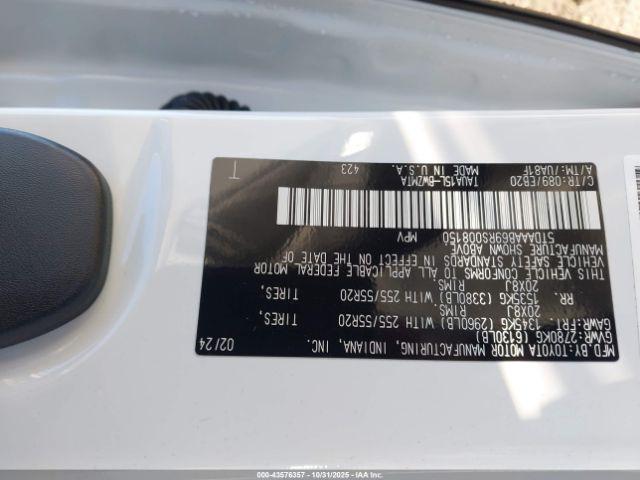 MFD. BY: TOYOTA MOTOR MANUFACTURING, INDIANA, INC. 02/24
GVWR: 2780KG (6130LB)
GAWR: FRT. 1345KG (2960LB) WITH 255/55R20 TIRES,
20X8J RIMS
RR. 1535KG (3380LB) WITH 255/55R20 TIRES,
20X8J RIMS
THIS VEHICLE CONFORMS TO ALL APPLICABLE FEDERAL MOTOR
VEHICLE SAFETY STANDARDS IN EFFECT ON THE DATE OF
MANUFACTURE SHOWN ABOVE.
5TDAAAB69RS008150 MPV
C/TR: 089/EB20 TAUA15L-BWZMTA 423 T
A/TM: /UA81F MADE IN U.S.A.
000-43576357 - 10/31/2025 - IAA Inc.